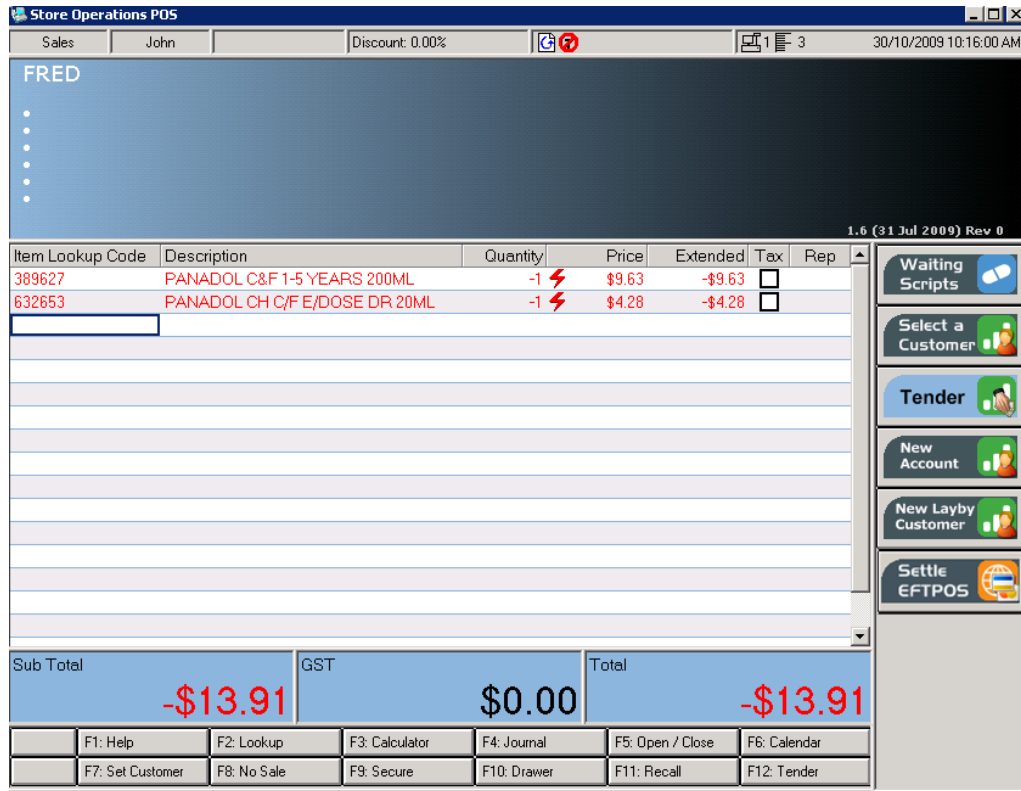 Store Operations POS
Sales John Discount: 0.00% 1 3 30/10/2009 10:16:00 AM
FRED
1.6 (31 Jul 2009) Rev 0
Item Lookup Code Description Quantity Price Extended Tax Rep
389627 PANADOL C&F 1-5 YEARS 200ML -1 $9.63 -$9.63
632653 PANADOL CH C/F E/DOSE DR 20ML -1 $4.28 -$4.28
Waiting
Scripts
Select a
Customer
Tender
New
Account
New Layby
Customer
Settle
EFTPOS
Sub Total GST Total
-$13.91 $0.00 -$13.91
F1: Help F2: Lookup F3: Calculator F4: Journal F5: Open / Close F6: Calendar
F7: Set Customer F8: No Sale F9: Secure F10: Drawer F11: Recall F12: Tender